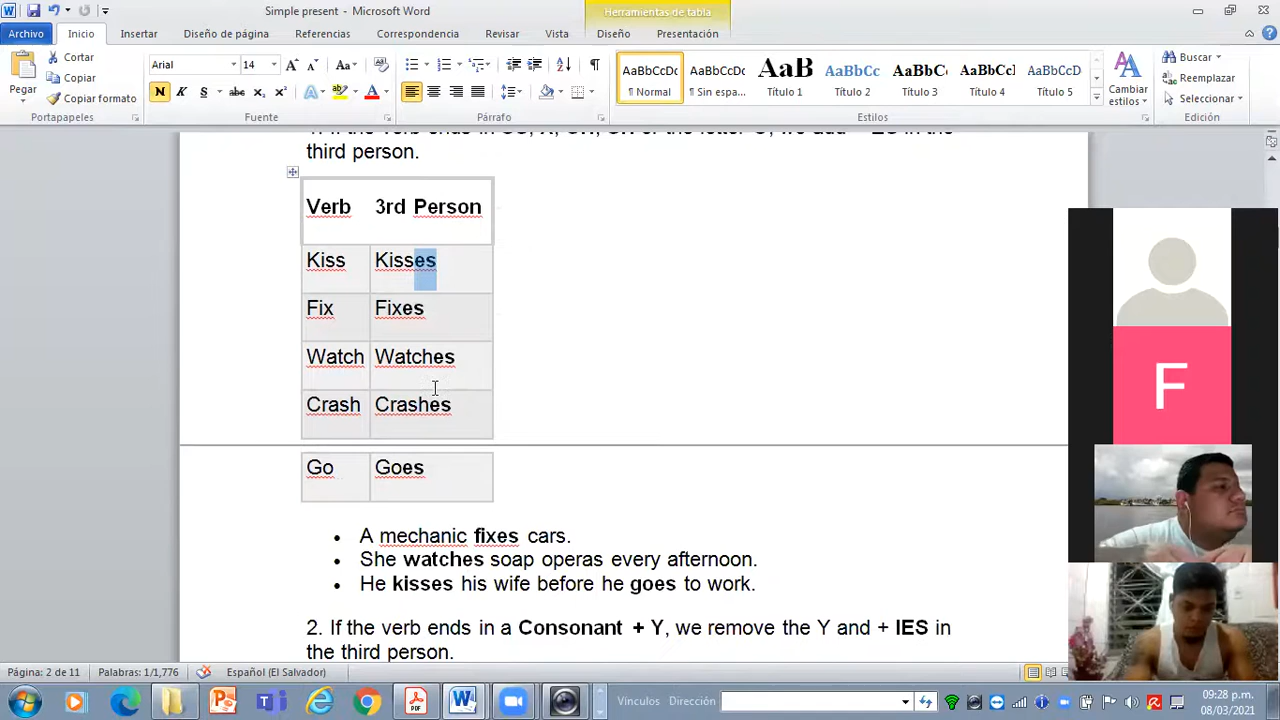 Simple present - Microsoft Word
Herramientas de tabla
Archivo
Inicio
Insertar
Diseño de página
Referencias
Correspondencia
Revisar
Vista
Diseño
Presentación
Pegar
Cortar
Copiar
Copiar formato
Portapapeles
Arial
14
Fuente
Párrafo
AaBbCcDc
¶ Normal
AaBbCcDc
¶ Sin espa...
AaB
Título 1
AaBbCc
Título 2
AaBbC
Título 3
AaBbCc
Título 4
AaBbCcD
Título 5
Cambiar
estilos
Estilos
Buscar
Reemplazar
Seleccionar
Edición
third person.
Verb 3rd Person
Kiss Kisses
Fix Fixes
Watch Watches
Crash Crashes
Go Goes
• A mechanic fixes cars.
• She watches soap operas every afternoon.
• He kisses his wife before he goes to work.
2. If the verb ends in a Consonant + Y, we remove the Y and + IES in
the third person.
F
Página: 2 de 11
Palabras: 1/1,776
Español (El Salvador)
Vínculos
Dirección
09:28 p.m.
08/03/2021